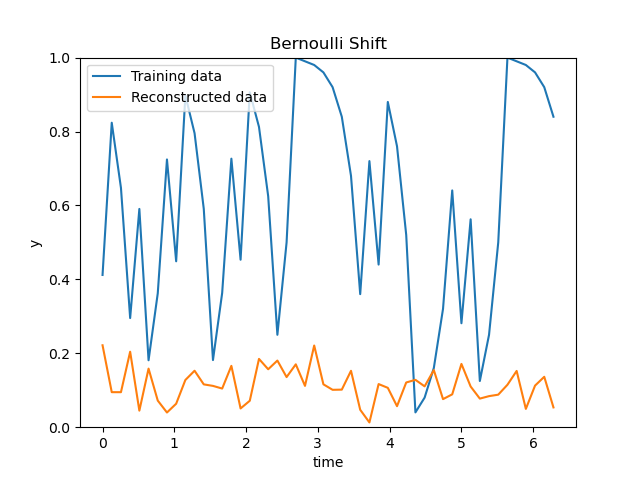 Bernoulli Shift
Training data
Reconstructed data
1.0
0.8
0.6
0.4
0.2
0.0
y
0 1 2 3 4 5 6
time